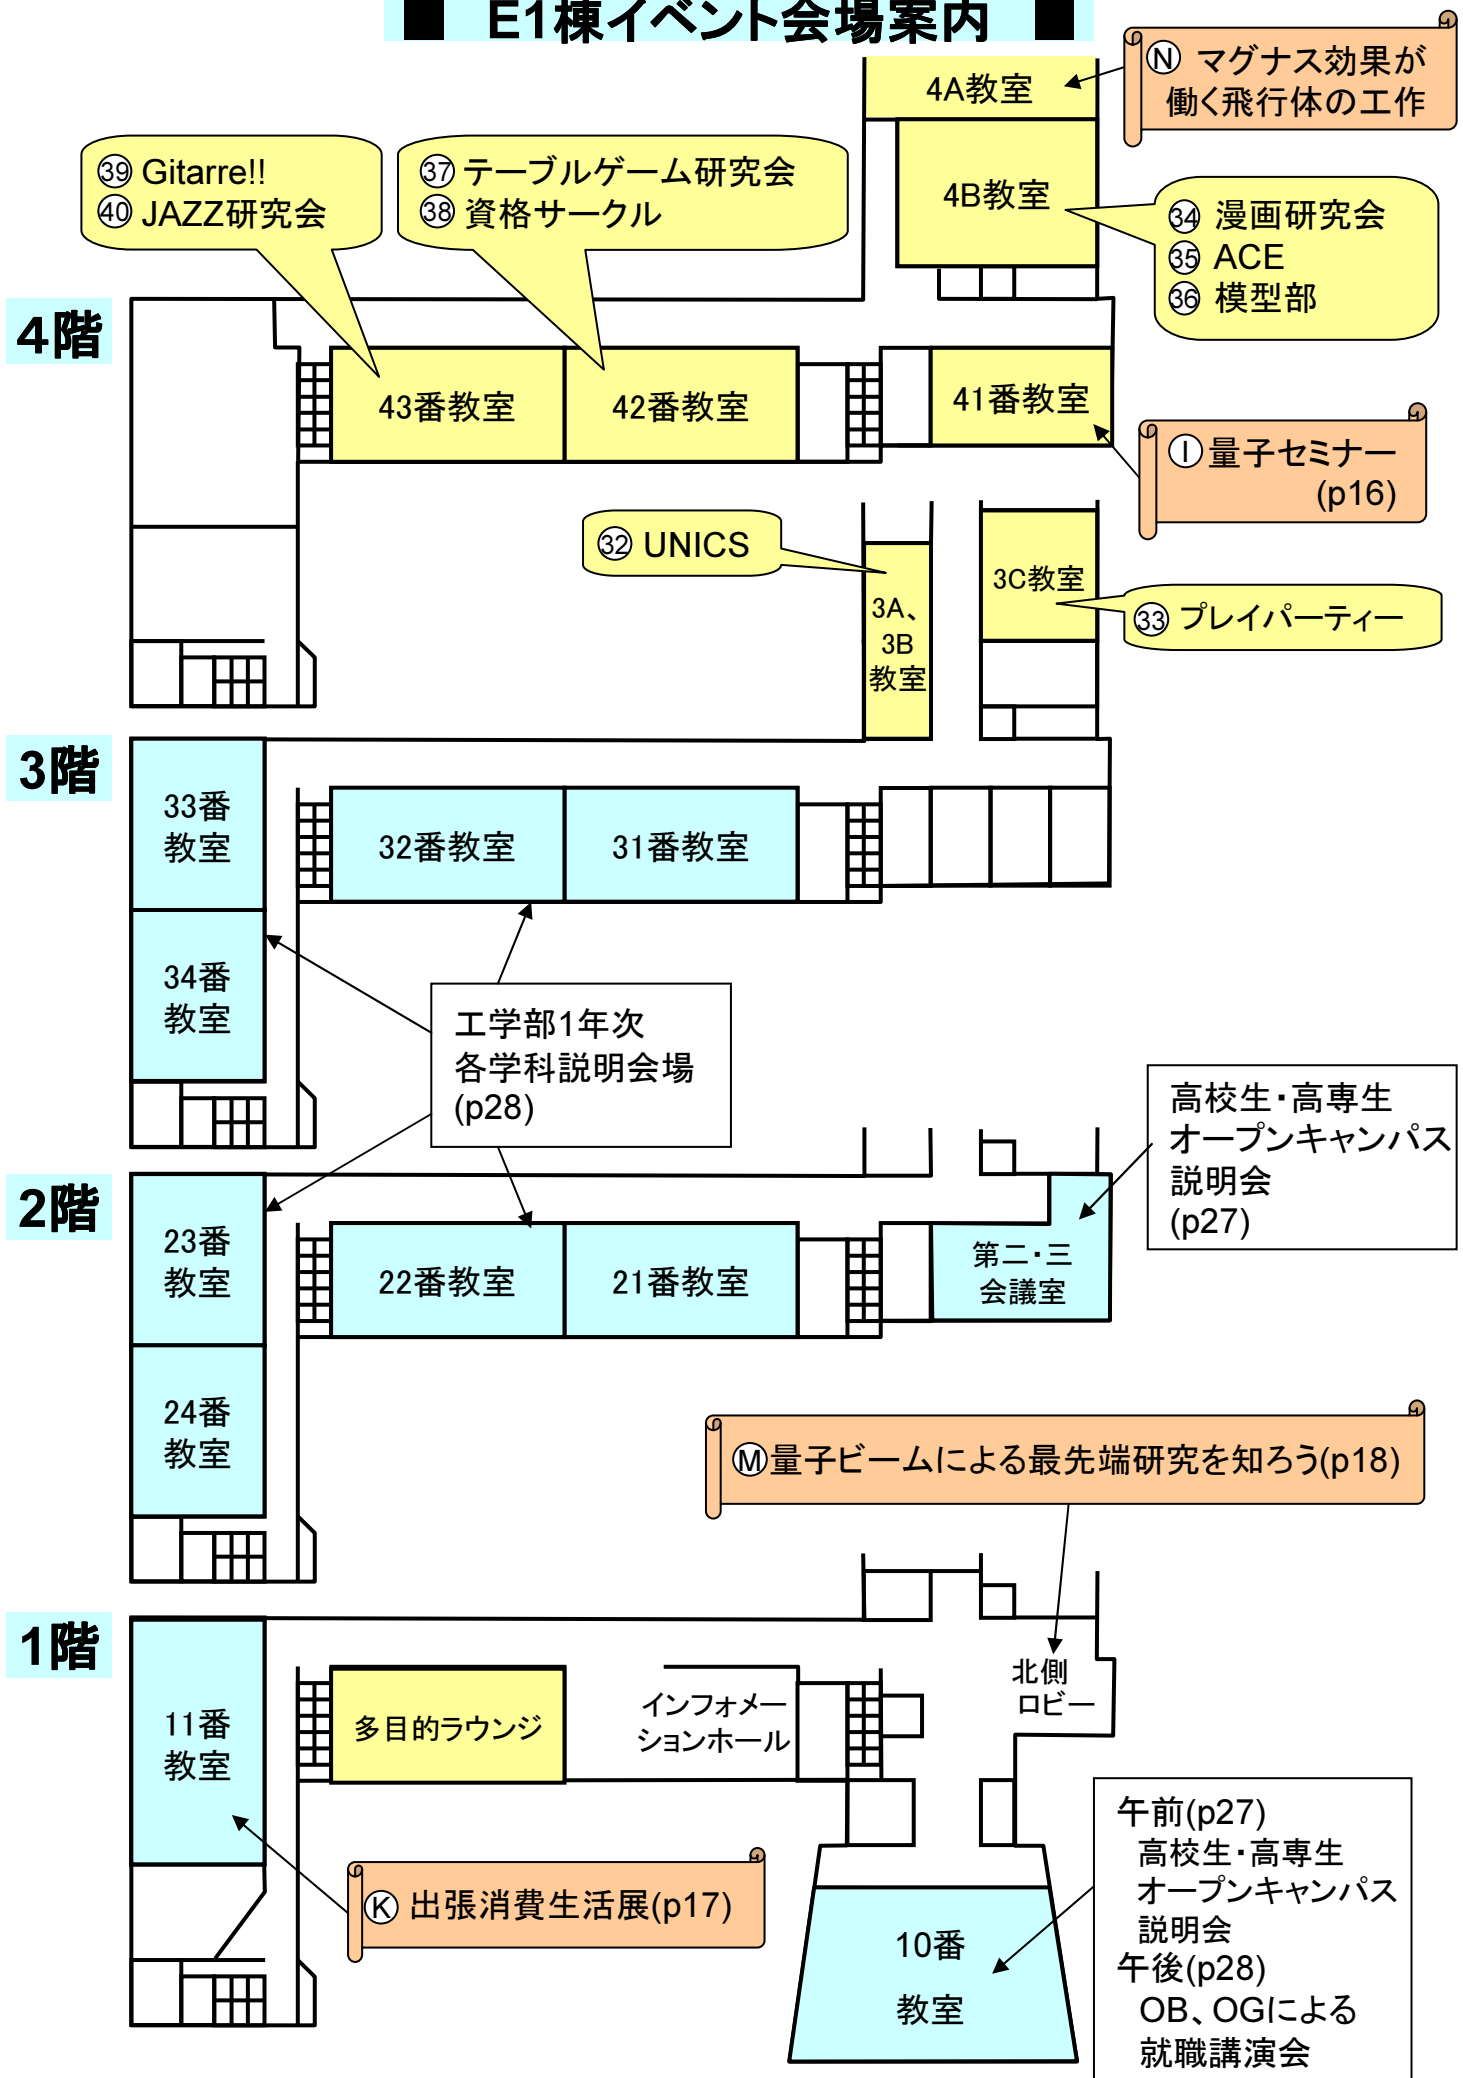 ■ E1棟イベント会場案内 ■
Ⓝ マグナス効果が
働く飛行体の工作
4A教室
4B教室
㊴ Gitarre!!
㊵ JAZZ研究会
㊲ テーブルゲーム研究会
㊳ 資格サークル
㉞ 漫画研究会
㉟ ACE
㊱ 模型部
4階
43番教室
42番教室
41番教室
Ⓘ量子セミナー
(p16)
㉜ UNICS
3A、
3B
教室
3C教室
㉝ プレイパーティー
3階
33番
教室
32番教室
31番教室
34番
教室
工学部1年次
各学科説明会場
(p28)
高校生・高専生
オープンキャンパス
説明会
(p27)
2階
23番
教室
22番教室
21番教室
第二・三
会議室
24番
教室
Ⓜ量子ビームによる最先端研究を知ろう(p18)
1階
11番
教室
多目的ラウンジ
インフォメー
ションホール
北側
ロビー
Ⓚ 出張消費生活展(p17)
10番
教室
午前(p27)
高校生・高専生
オープンキャンパス
説明会
午後(p28)
OB、OGによる
就職講演会